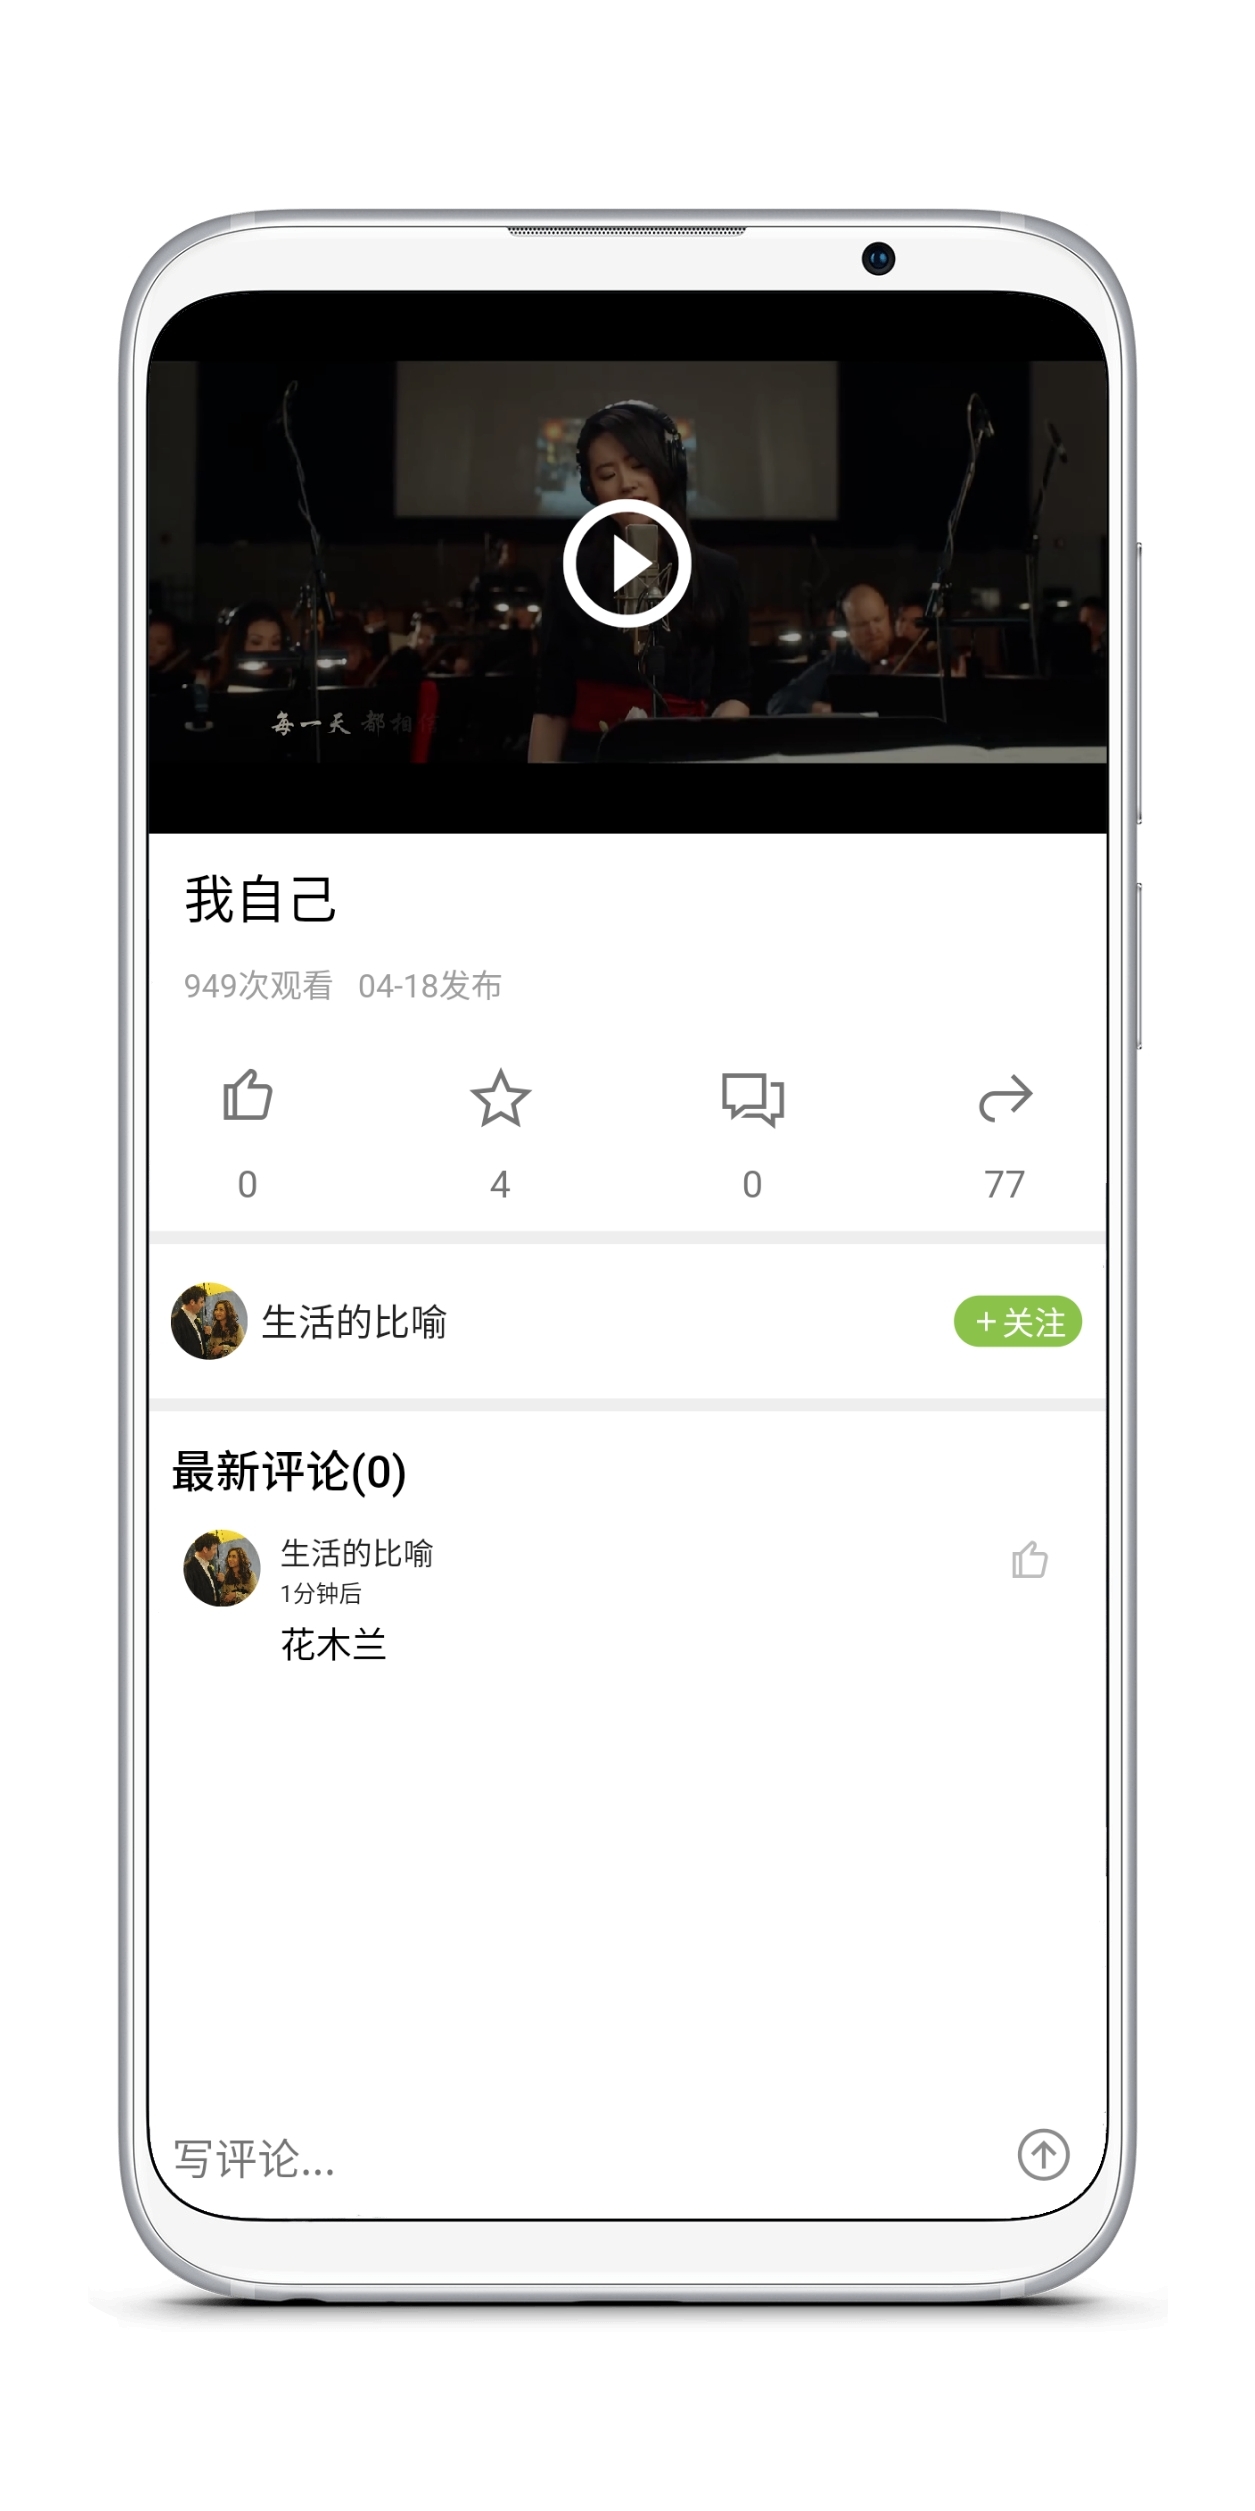 每一天 都相信
我自己
949次观看 04-18发布
0 4 0 77
生活的比喻 +关注
最新评论(0)
生活的比喻
1分钟后
花木兰
写评论...